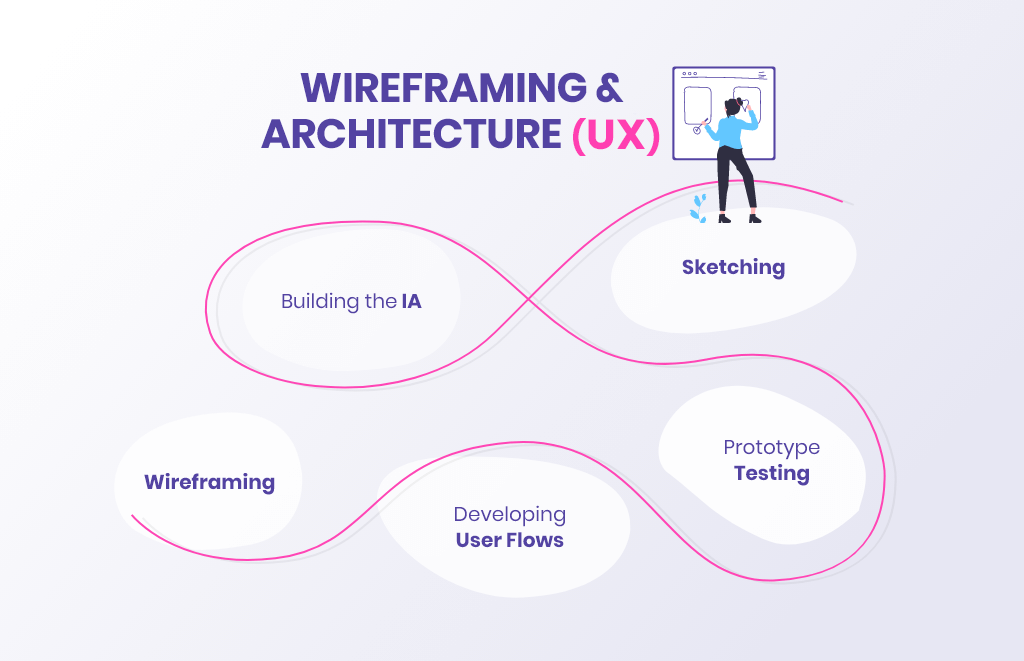 WIREFRAMING &
ARCHITECTURE (UX)
Sketching
Building the IA
Prototype
Testing
Developing
User Flows
Wireframing